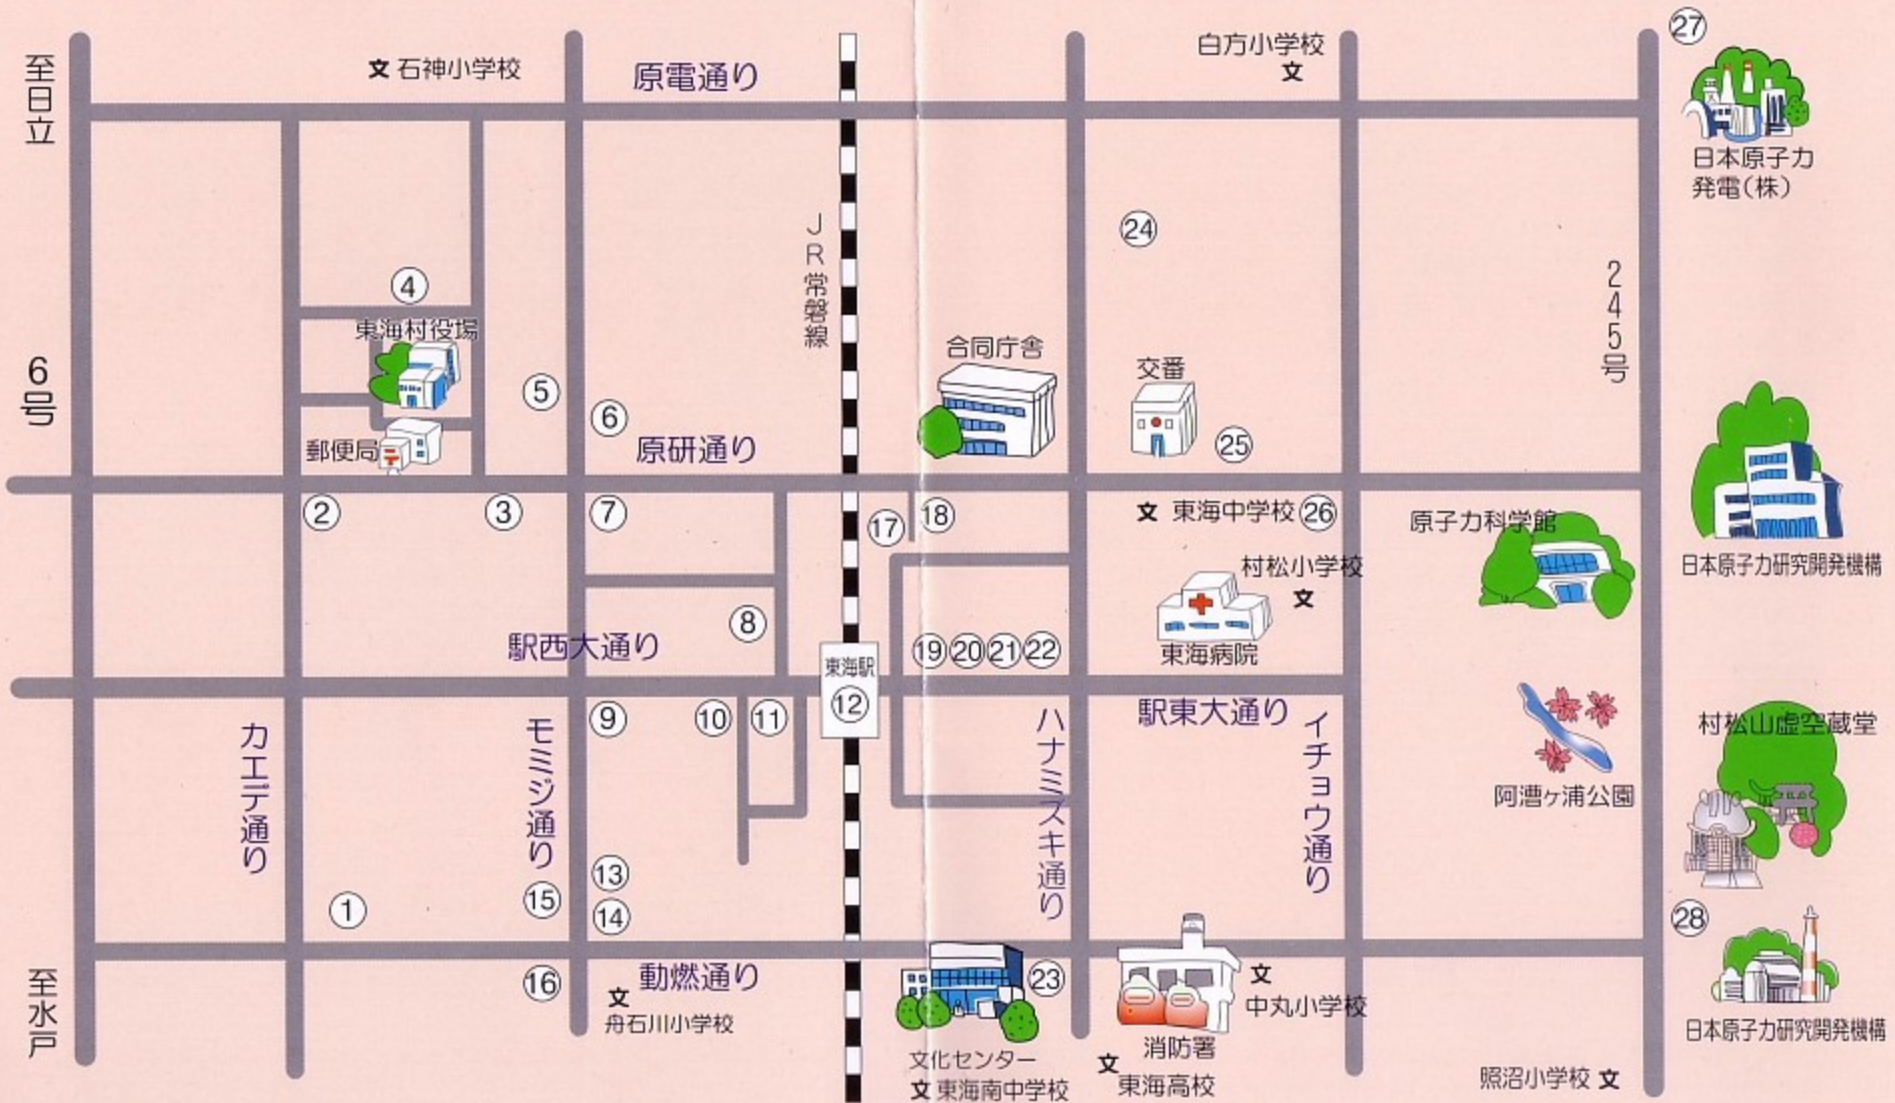 ㉗
白方小学校
文
至日立
文 石神小学校
原電通り
日本原子力
発電(株)
JR常磐線
㉔
④
東海村役場
245号
合同庁舎
交番
6号
⑤
⑥
郵便局
〒
原研通り
㉕
②
③
⑦
⑰
⑱
文 東海中学校
㉖
原子力科学館
日本原子力研究開発機構
村松小学校
文
⑧
駅西大通り
東海駅
⑫
⑲
⑳
㉑
㉒
東海病院
⑨
⑩
⑪
駅東大通り
カエデ通り
モミジ通り
ハナミズキ通り
イチョウ通り
村松山虚空蔵堂
阿漕ヶ浦公園
①
⑮
⑬
⑭
㉘
至水戸
⑯
動燃通り
文
舟石川小学校
㉓
文化センター
文 東海南中学校
文
中丸小学校
消防署
文
東海高校
日本原子力研究開発機構
照沼小学校 文